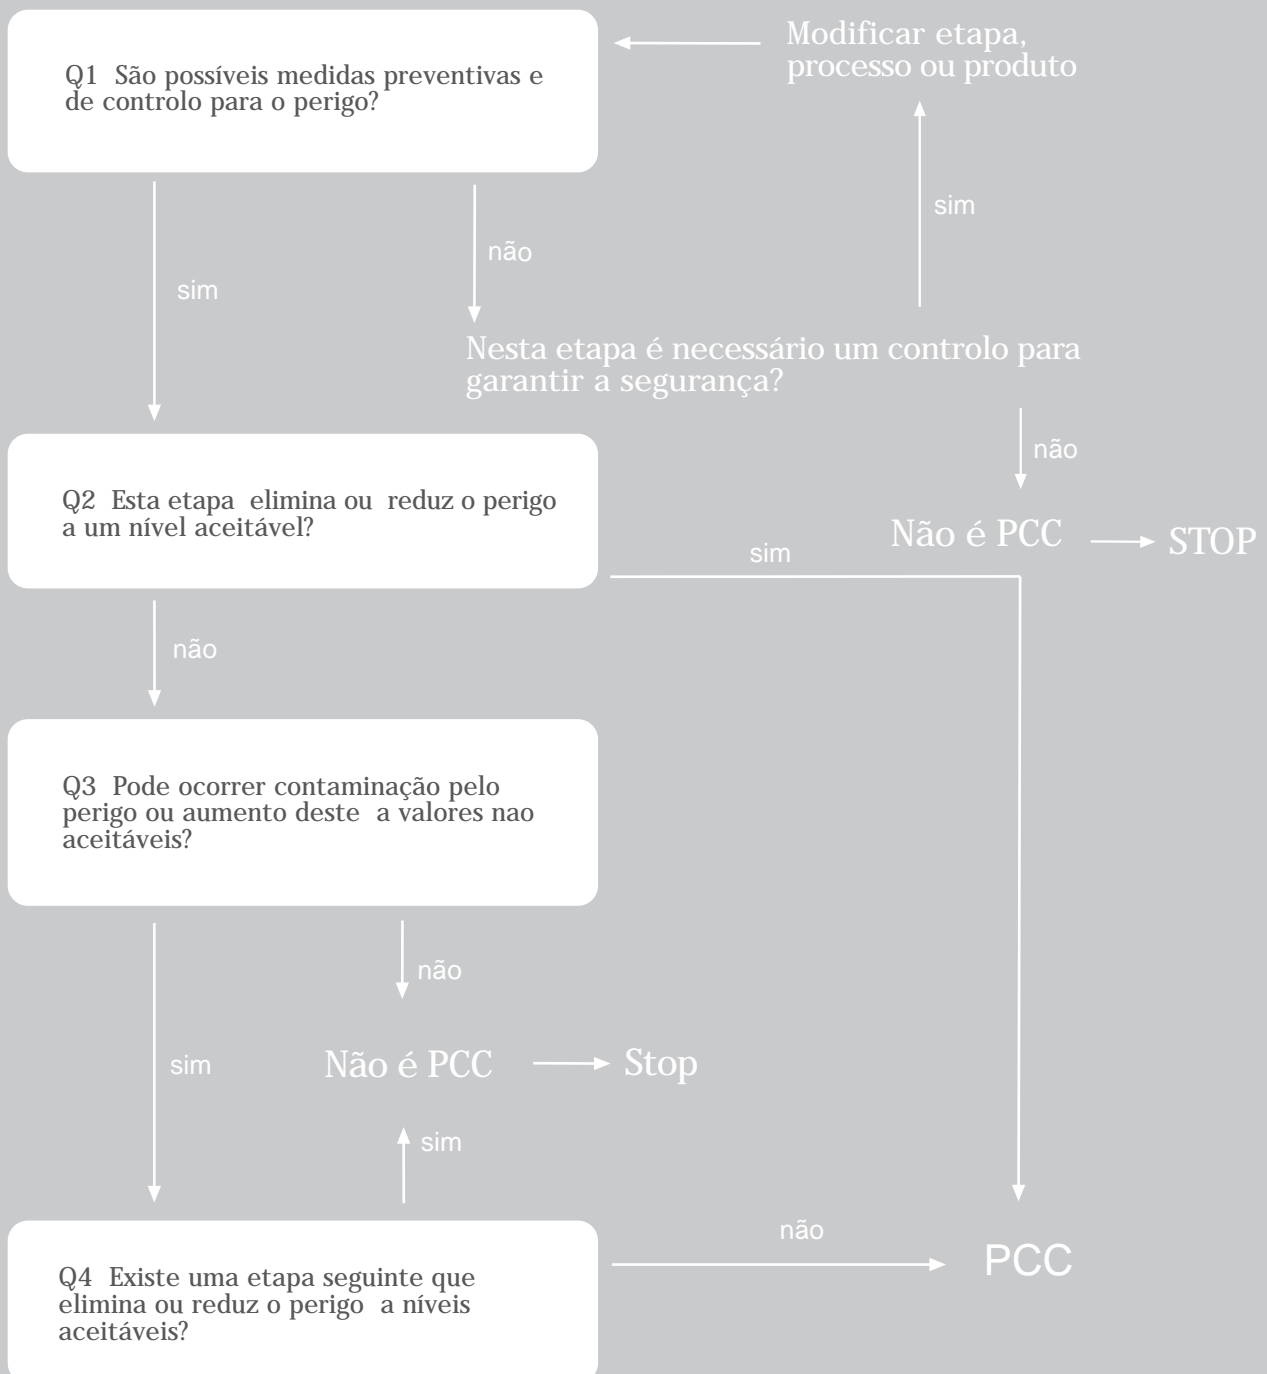 Q1 São possíveis medidas preventivas e
de controlo para o perigo?
Modificar etapa,
processo ou produto
sim
não
sim
Nesta etapa é necessário um controlo para
garantir a segurança?
não
Q2 Esta etapa elimina ou reduz o perigo
a um nível aceitável?
Não é PCC
STOP
sim
não
Q3 Pode ocorrer contaminação pelo
perigo ou aumento deste a valores nao
aceitáveis?
não
sim
Não é PCC
Stop
sim
não
PCC
Q4 Existe uma etapa seguinte que
elimina ou reduz o perigo a níveis
aceitáveis?